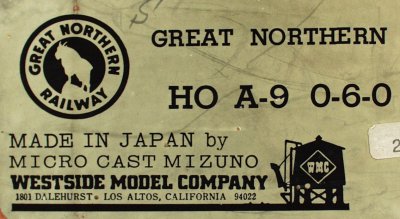 GREAT NORTHERN
RAILWAY
GREAT NORTHERN
HO A-9 0-6-0
MADE IN JAPAN by
MICRO CAST MIZUNO
WESTSIDE MODEL COMPANY
1801 DALEHURST • LOS ALTOS, CALIFORNIA 94022
WMC
2